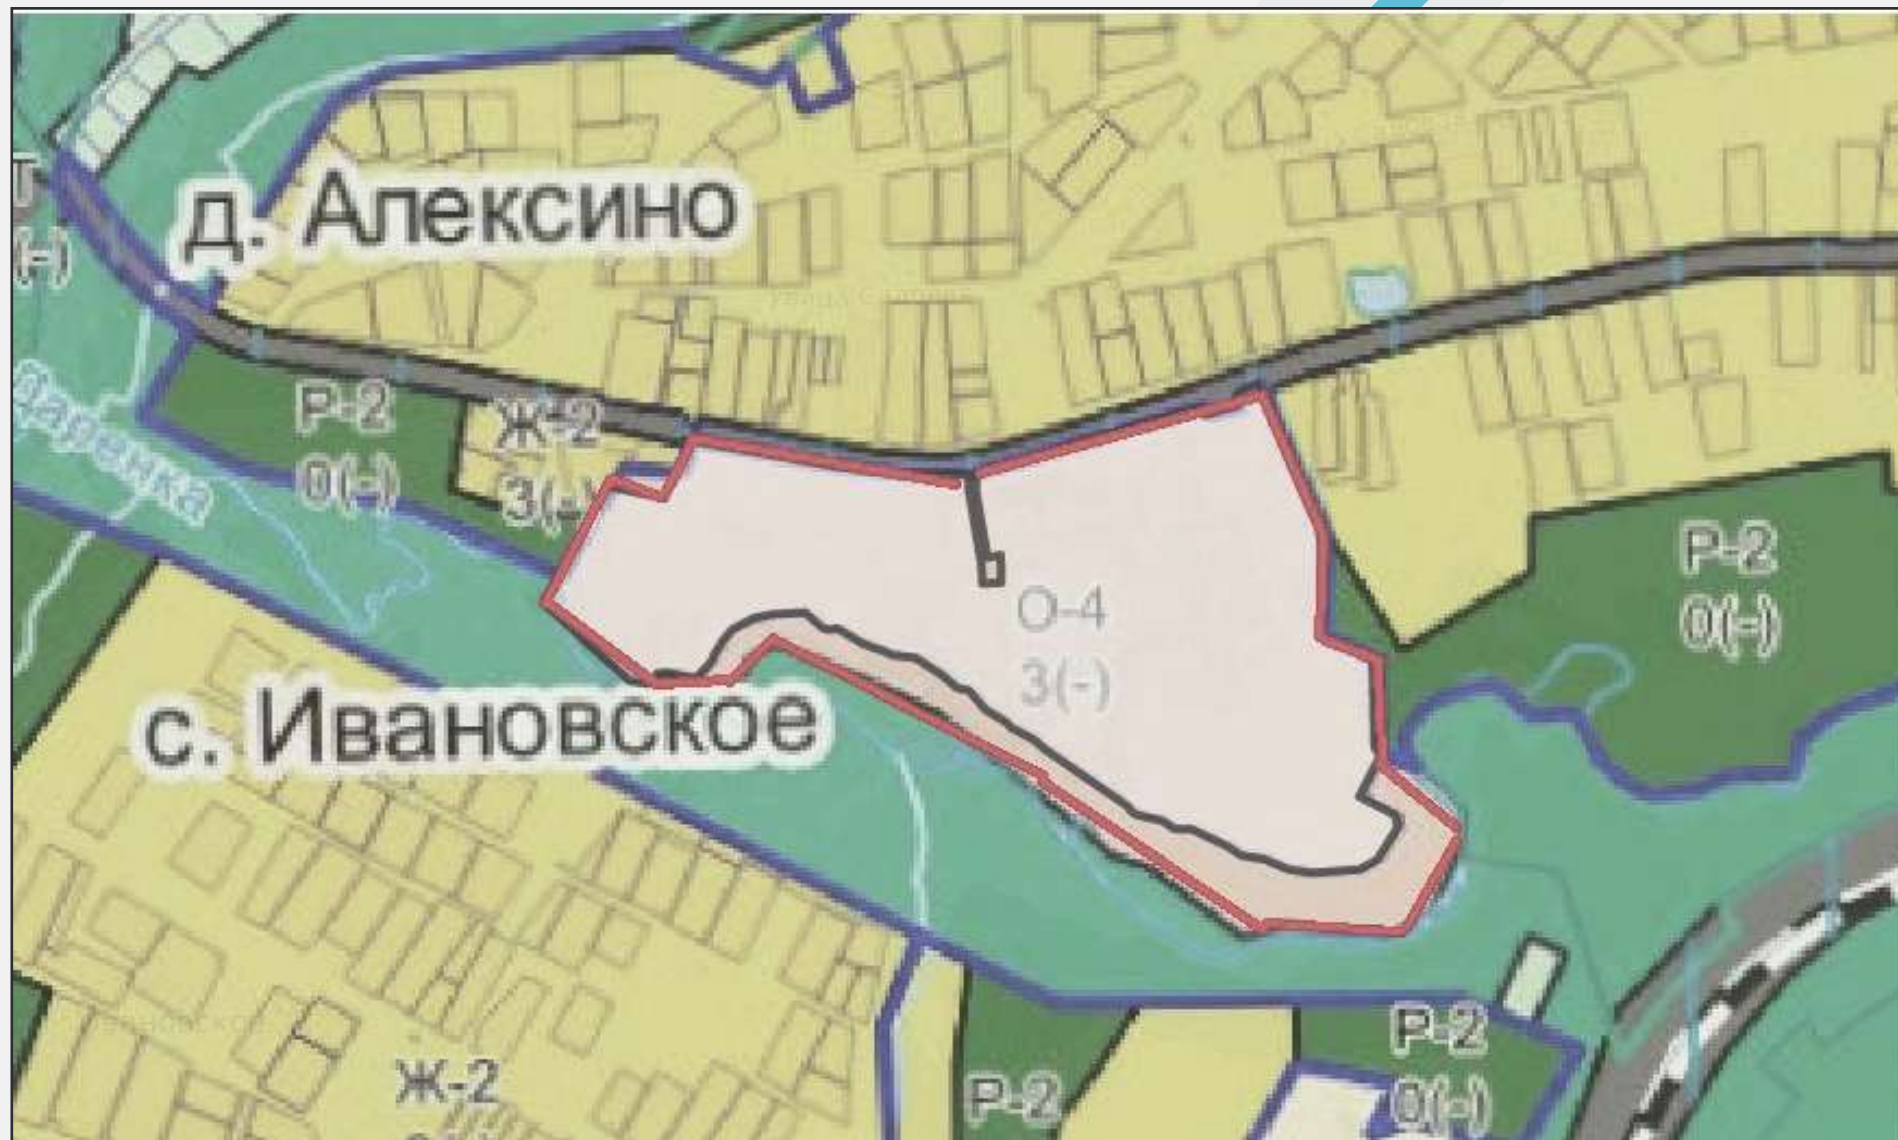 Т
(-)
д. Алексино
Р-2
0(-)
Ж-2
3(-)
О-4
3(-)
Р-2
0(-)
с. Ивановское
Ж-2
Р-2
Р-2
0(-)